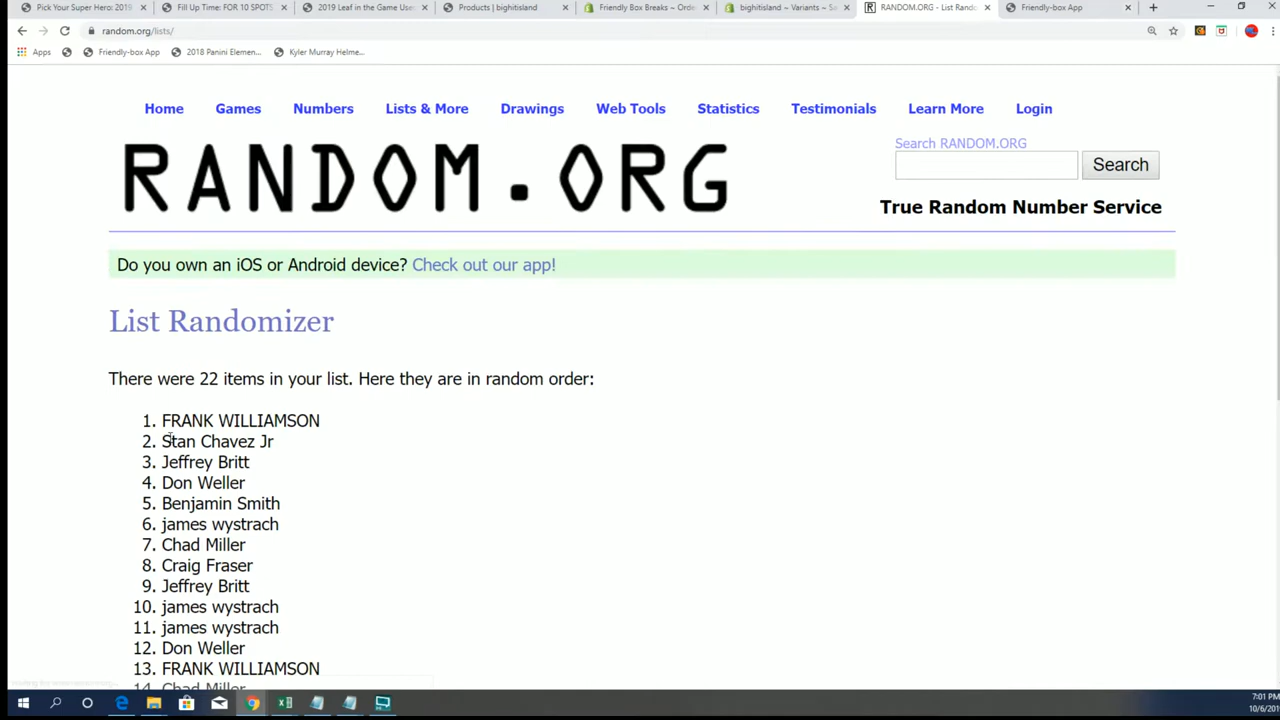 Pick Your Super Hero: 2019
Fill Up Time: FOR 10 SPOTS
2019 Leaf in the Game Use
Products | bighitisland
Friendly Box Breaks ~ Orde
bighitisland ~ Variants ~ Se
RANDOM.ORG - List Rando
Friendly-box App
random.org/lists/
Apps
Friendly-box App
2018 Panini Elemen...
Kyler Murray Helme...
Home
Games
Numbers
Lists & More
Drawings
Web Tools
Statistics
Testimonials
Learn More
Login
RANDOM.ORG
Search RANDOM.ORG
Search
True Random Number Service
Do you own an iOS or Android device? Check out our app!
List Randomizer
There were 22 items in your list. Here they are in random order:
1. FRANK WILLIAMSON
2. Stan Chavez Jr
3. Jeffrey Britt
4. Don Weller
5. Benjamin Smith
6. james wystrach
7. Chad Miller
8. Craig Fraser
9. Jeffrey Britt
10. james wystrach
11. james wystrach
12. Don Weller
13. FRANK WILLIAMSON
14. Chad Miller
7:01 PM
10/6/2019